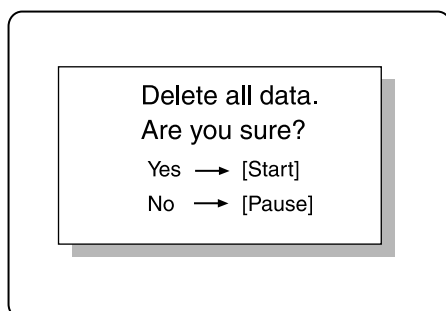 Delete all data.
Are you sure?
Yes → [Start]
No → [Pause]